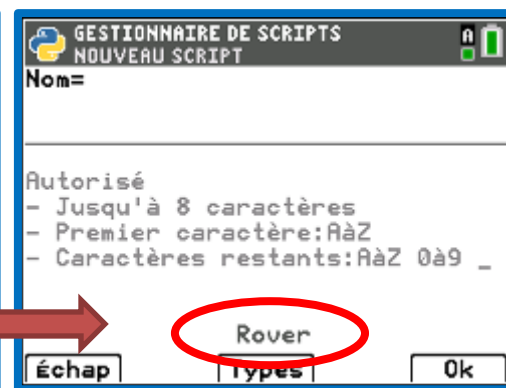 GESTIONNAIRE DE SCRIPTS
NOUVEAU SCRIPT
A
Nom=
Autorisé
- Jusqu'à 8 caractères
- Premier caractère:AàZ
- Caractères restants:AàZ 0à9 _
Rover
Échap Types Ok